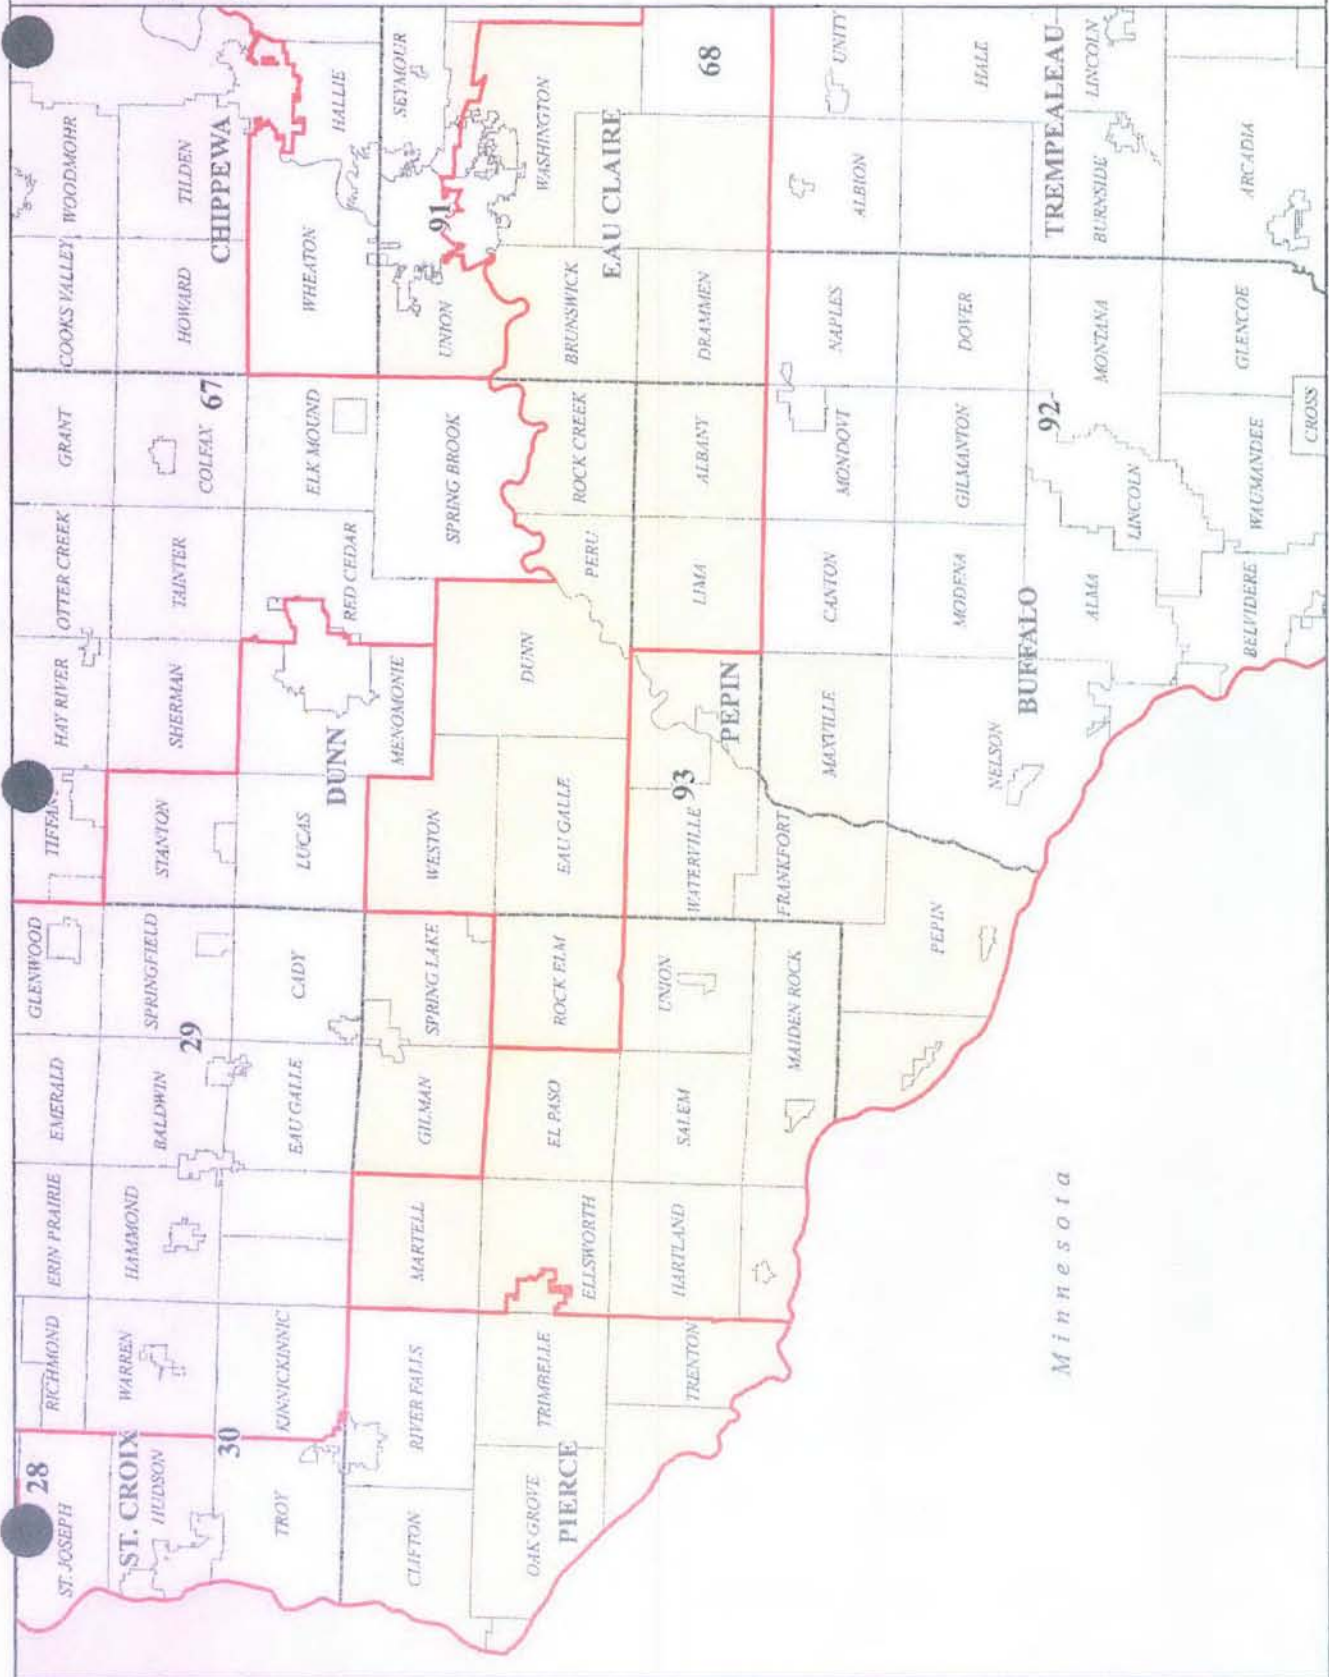 28
ST. JOSEPH
RICHMOND
ERIN PRAIRIE
EMERALD
GLENWOOD
HAY RIVER
OTTER CREEK
GRANT
COOKS VALLEY
WOODMOHR
ST. CROIX
HUDSON
WARREN
HAMMOND
BALDWIN
29
SPRINGFIELD
STANTON
SHERMAN
TAINTER
COLFAX
67
HOWARD
TILDEN
CHIPPEWA
30
TROY
KINNICKINNIC
EAU GALLE
CADY
LUCAS
DUNN
MENOMONIE
RED CEDAR
ELK MOUND
WHEATON
HALLIE
CLIFTON
RIVER FALLS
MARTELL
GILMAN
SPRING LAKE
WESTON
SPRING BROOK
UNION
91
SEYMOUR
OAK GROVE
TRIMBELLE
ELLSWORTH
EL PASO
ROCK ELM
EAU GALLE
DUNN
PERU
ROCK CREEK
BRUNSWICK
WASHINGTON
PIERCE
EAU CLAIRE
TRENTON
HARTLAND
SALEM
UNION
WATERVILLE
93
PEPIN
LIMA
ALBANY
DRAMMEN
68
MAIDEN ROCK
FRANKFORT
MAXVILLE
CANTON
MONDOVI
NAPLES
ALBION
UNITY
PEPIN
NELSON
MODENA
GILMANTON
DOVER
HALE
BUFFALO
92
TREMPEALEAU
ALMA
LINCOLN
MONTANA
BURNSIDE
LINCOLN
Minnesota
BELVIDERE
WAUMANDEE
GLENCOE
ARCADIA
CROSS